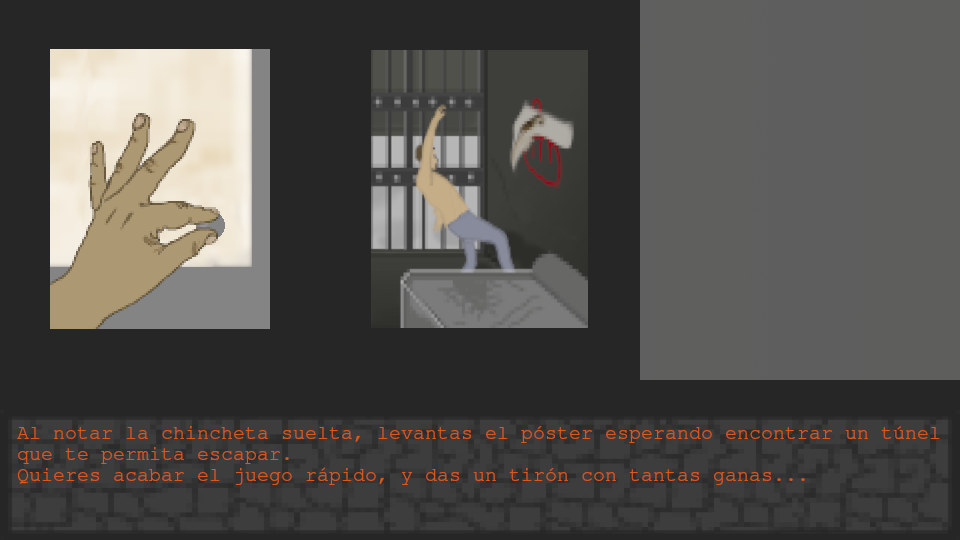 Al notar la chincheta suelta, levantas el póster esperando encontrar un túnel
que te permita escapar.
Quieres acabar el juego rápido, y das un tirón con tantas ganas...